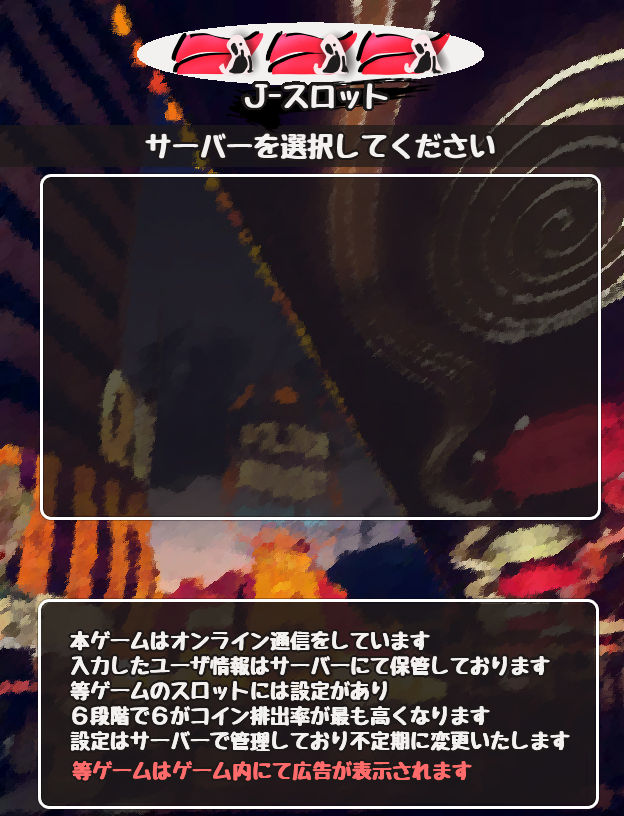 J-スロット
サーバーを選択してください
本ゲームはオンライン通信をしています
入力したユーザ情報はサーバーにて保管しております
等ゲームのスロットには設定があり
６段階で６がコイン排出率が最も高くなります
設定はサーバーで管理しており不定期に変更いたします
等ゲームはゲーム内にて広告が表示されます